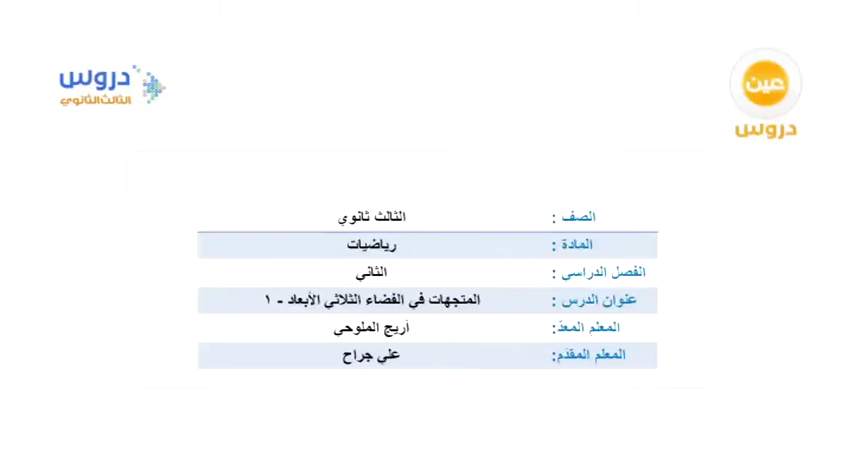 دروس
الثالث الثانوي
عين
دروس
الصف : الثالث ثانوي
المادة : رياضيات
الفصل الدراسي : الثاني
عنوان الدرس : المتجهات في الفضاء الثلاثي الأبعاد - ١
المعلم المعدّ: أريج الملوحي
المعلم المقدّم: علي جراح